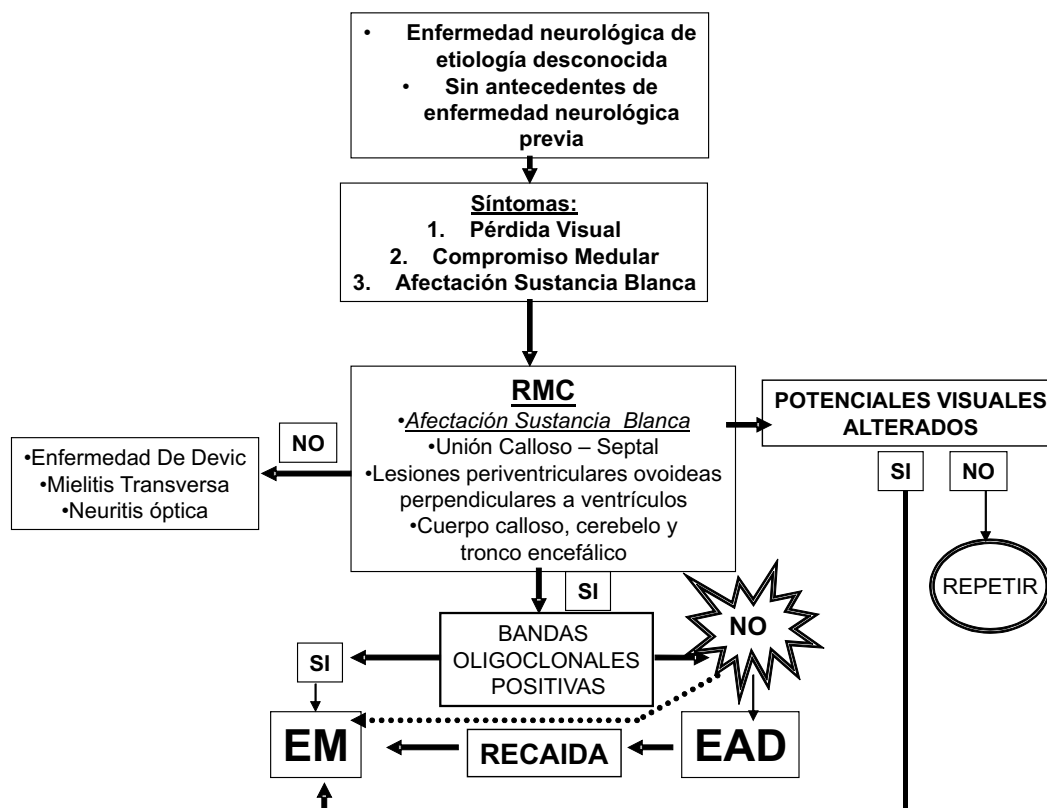 • Enfermedad neurológica de
etiología desconocida
• Sin antecedentes de
enfermedad neurológica
previa
Síntomas:
1. Pérdida Visual
2. Compromiso Medular
3. Afectación Sustancia Blanca
RMC
•Afectación Sustancia Blanca
•Unión Calloso – Septal
•Lesiones periventriculares ovoideas
perpendiculares a ventrículos
•Cuerpo calloso, cerebelo y
tronco encefálico
POTENCIALES VISUALES
ALTERADOS
NO
•Enfermedad De Devic
•Mielitis Transversa
•Neuritis óptica
SI
NO
REPETIR
SI
BANDAS
OLIGOCLONALES
POSITIVAS
NO
SI
EM
RECAIDA
EAD